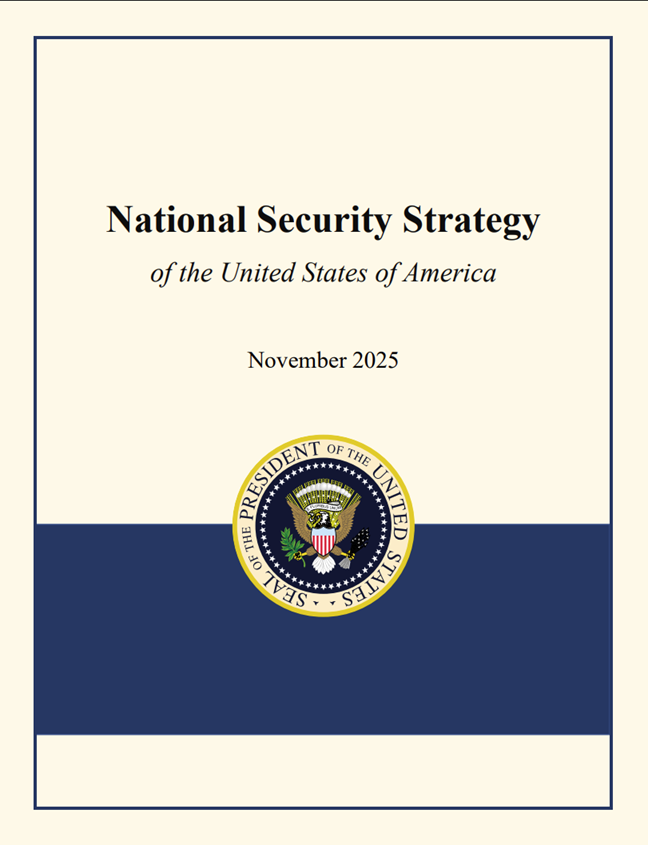 National Security Strategy
of the United States of America
November 2025
SEAL OF THE PRESIDENT OF THE UNITED STATES